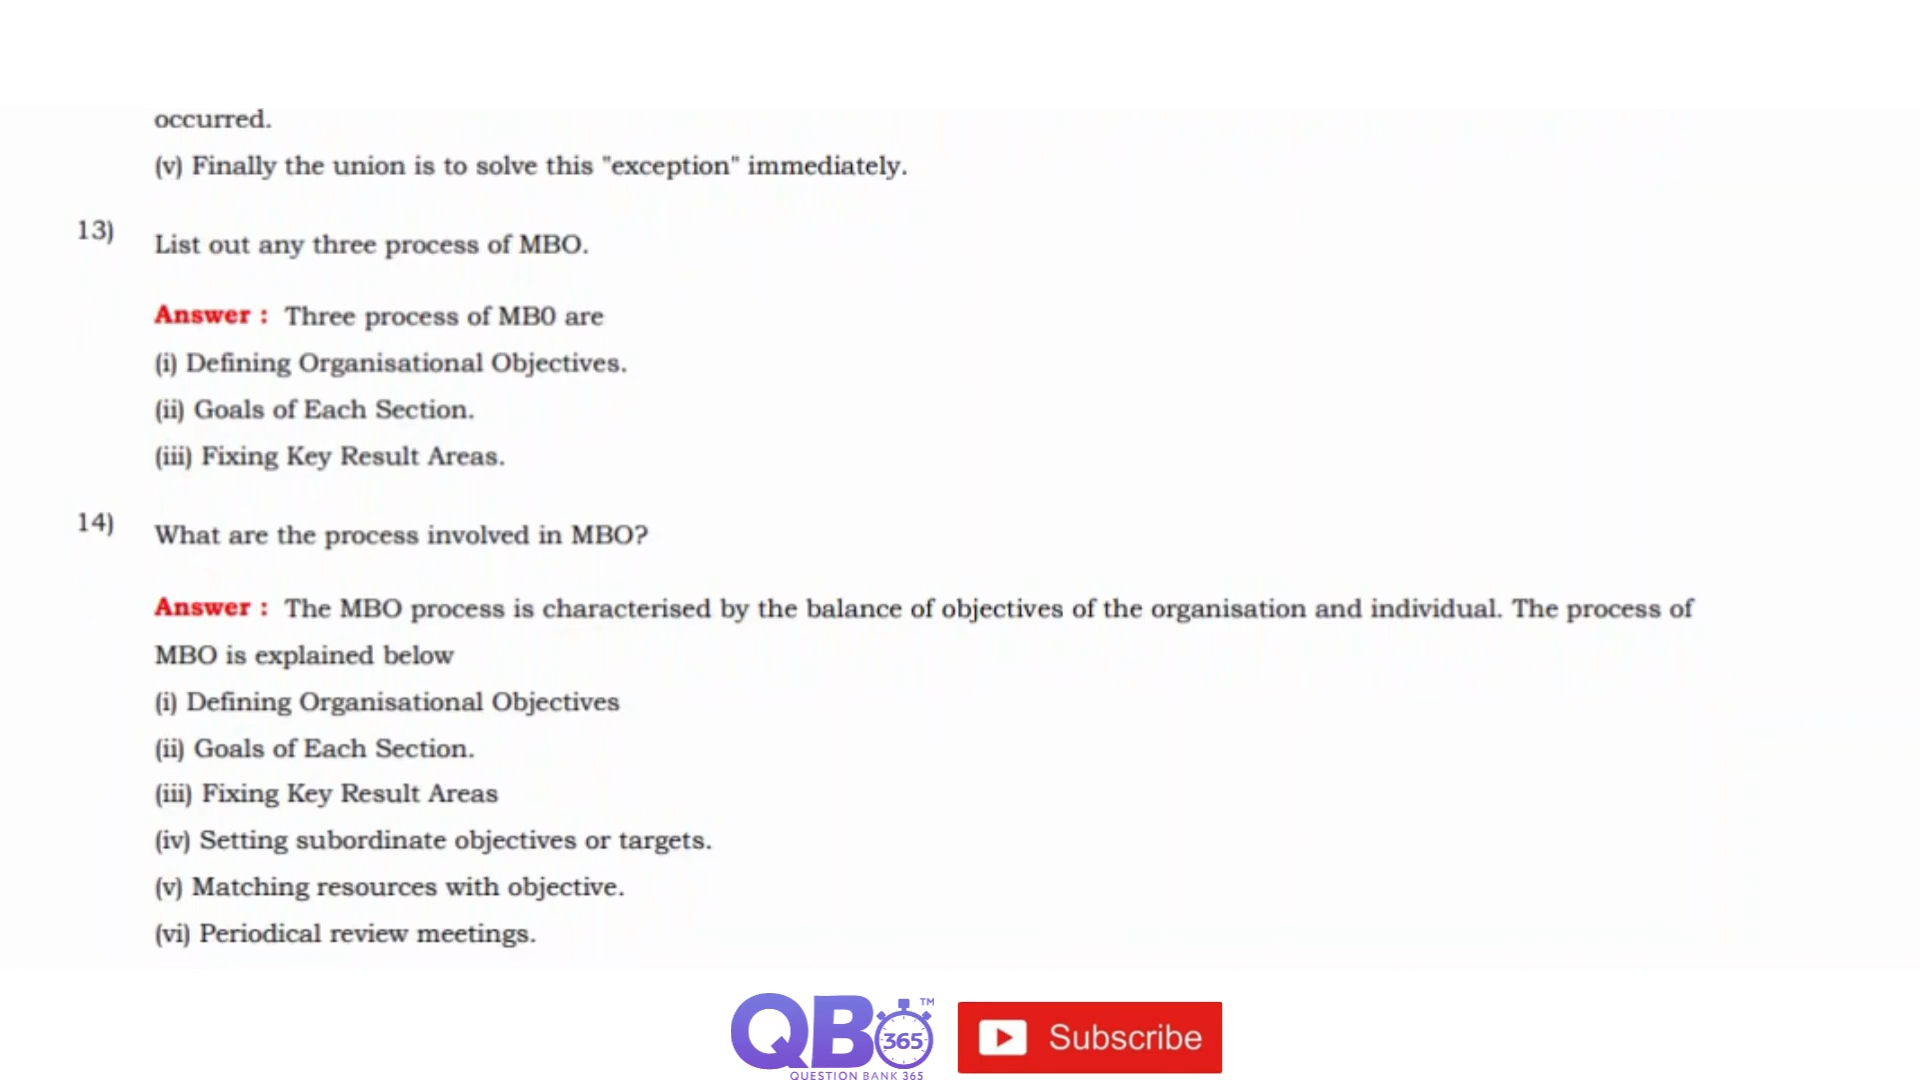 occurred.
(v) Finally the union is to solve this "exception" immediately.
13)
List out any three process of MBO.
Answer : Three process of MB0 are
(i) Defining Organisational Objectives.
(ii) Goals of Each Section.
(iii) Fixing Key Result Areas.
14)
What are the process involved in MBO?
Answer : The MBO process is characterised by the balance of objectives of the organisation and individual. The process of
MBO is explained below
(i) Defining Organisational Objectives
(ii) Goals of Each Section.
(iii) Fixing Key Result Areas
(iv) Setting subordinate objectives or targets.
(v) Matching resources with objective.
(vi) Periodical review meetings.
QB 365 TM
QUESTION BANK 365
Subscribe